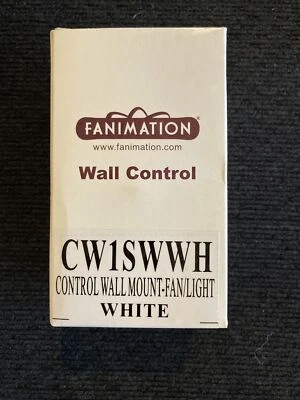 FANIMATION
www.fanimation.com
Wall Control
CW1SWWH
CONTROL WALL MOUNT-FAN/LIGHT
WHITE